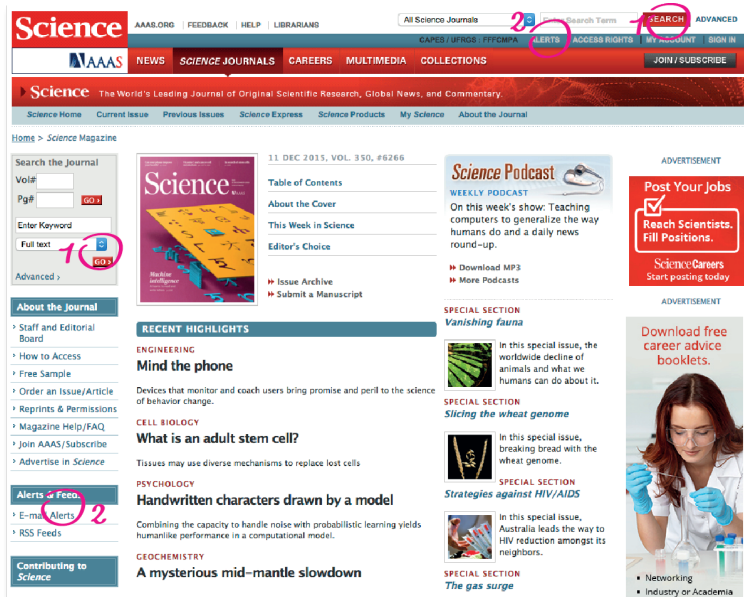 Science
AAAS.ORG | FEEDBACK | HELP | LIBRARIANS
All Science Journals
2
Enter Search Term
1
SEARCH
ADVANCED
CAPES / UFRGS : FFFCMPA
ALERTS | ACCESS RIGHTS | MY ACCOUNT | SIGN IN
AAAS
NEWS
SCIENCE JOURNALS
CAREERS
MULTIMEDIA
COLLECTIONS
JOIN / SUBSCRIBE
Science The World's Leading Journal of Original Scientific Research, Global News, and Commentary.
Science Home
Current Issue
Previous Issues
Science Express
Science Products
My Science
About the Journal
Home > Science Magazine
Search the Journal
Vol#
Pg#
GO
Enter Keyword
Full text
1
GO
Advanced ›
About the Journal
Staff and Editorial
Board
How to Access
Free Sample
Order an Issue/Article
Reprints & Permissions
Magazine Help/FAQ
Join AAAS/Subscribe
Advertise in Science
Alerts & Feeds
E-mail Alerts
2
RSS Feeds
Contributing to
Science
Science
Machine
intelligence
11 DEC 2015, VOL. 350, #6266
Table of Contents
About the Cover
This Week in Science
Editor's Choice
Issue Archive
Submit a Manuscript
RECENT HIGHLIGHTS
ENGINEERING
Mind the phone
Devices that monitor and coach users bring promise and peril to the science
of behavior change.
CELL BIOLOGY
What is an adult stem cell?
Tissues may use diverse mechanisms to replace lost cells
PSYCHOLOGY
Handwritten characters drawn by a model
Combining the capacity to handle noise with probabilistic learning yields
humanlike performance in a computational model.
GEOCHEMISTRY
A mysterious mid-mantle slowdown
Science Podcast
WEEKLY PODCAST
On this week's show: Teaching
computers to generalize the way
humans do and a daily news
round-up.
Download MP3
More Podcasts
SPECIAL SECTION
Vanishing fauna
In this special issue, the
worldwide decline of
animals and what we
humans can do about it.
SPECIAL SECTION
Slicing the wheat genome
In this special issue,
breaking bread with the
wheat genome.
SPECIAL SECTION
Strategies against HIV/AIDS
In this special issue,
Australia leads the way to
HIV reduction amongst its
neighbors.
SPECIAL SECTION
The gas surge
ADVERTISEMENT
Post Your Jobs
Reach Scientists.
Fill Positions.
ScienceCareers
Start posting today
ADVERTISEMENT
Download free
career advice
booklets.
Networking
Industry or Academia